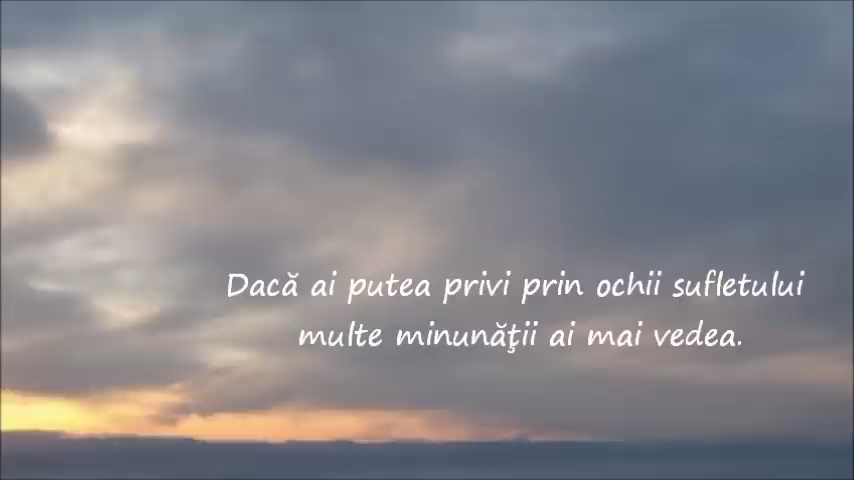 Dacă ai putea privi prin ochii sufletului
multe minunăţii ai mai vedea.